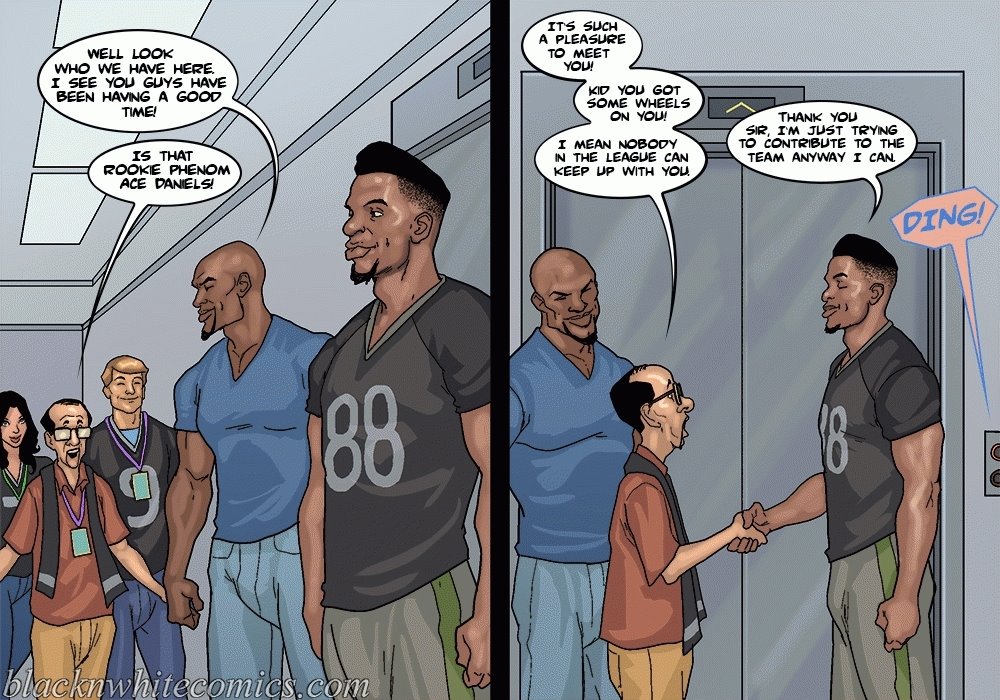 WELL LOOK
WHO WE HAVE HERE.
I SEE YOU GUYS HAVE
BEEN HAVING A GOOD
TIME!
IS THAT
ROOKIE PHENOM
ACE DANIELS!
88
9
IT'S SUCH
A PLEASURE
TO MEET
YOU!
KID YOU GOT
SOME WHEELS
ON YOU!
I MEAN NOBODY
IN THE LEAGUE CAN
KEEP UP WITH YOU.
THANK YOU
SIR, I'M JUST TRYING
TO CONTRIBUTE TO THE
TEAM ANYWAY I CAN.
DING!
88
blacknwhitecomics.com